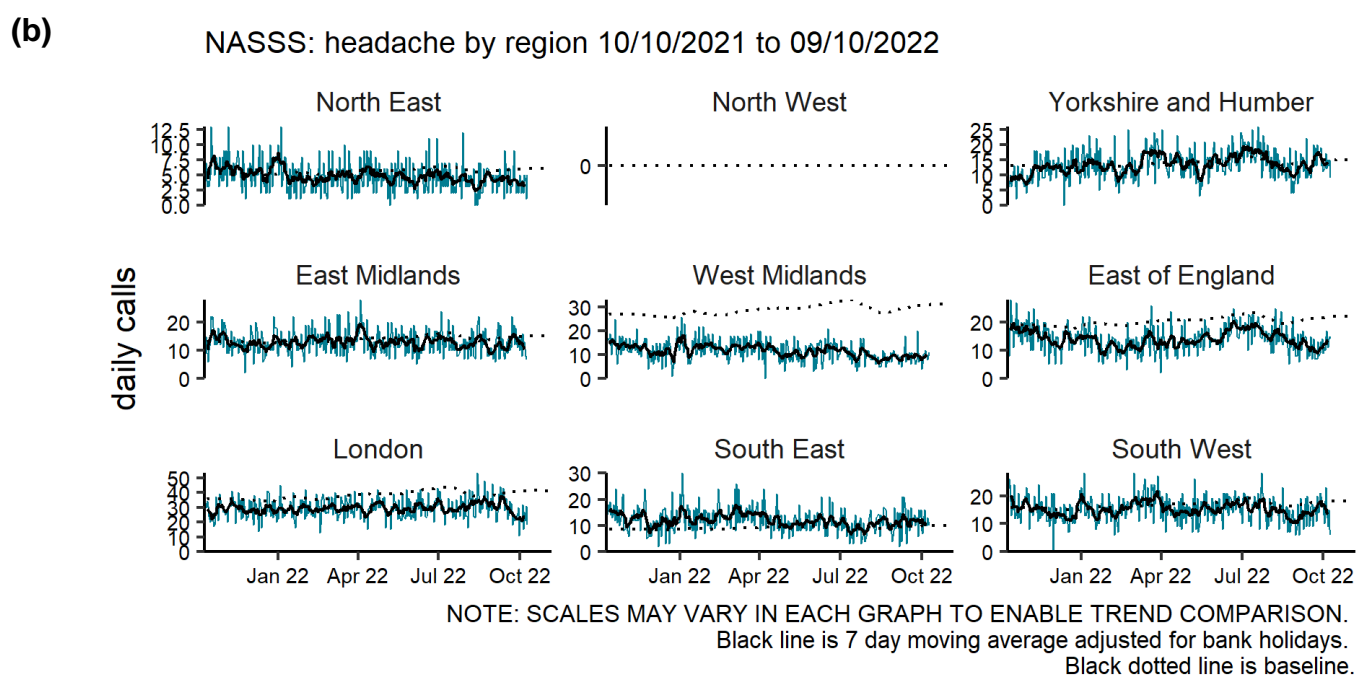 (b)
NASSS: headache by region 10/10/2021 to 09/10/2022
North East
North West
Yorkshire and Humber
12.5
10.0
7.5
5.0
2.5
0.0
0
25
20
15
10
5
0
daily calls
East Midlands
West Midlands
East of England
20
10
0
30
20
10
0
20
10
0
London
South East
South West
50
40
30
20
10
0
30
20
10
0
20
10
0
Jan 22 Apr 22 Jul 22 Oct 22
Jan 22 Apr 22 Jul 22 Oct 22
Jan 22 Apr 22 Jul 22 Oct 22
NOTE: SCALES MAY VARY IN EACH GRAPH TO ENABLE TREND COMPARISON.
Black line is 7 day moving average adjusted for bank holidays.
Black dotted line is baseline.